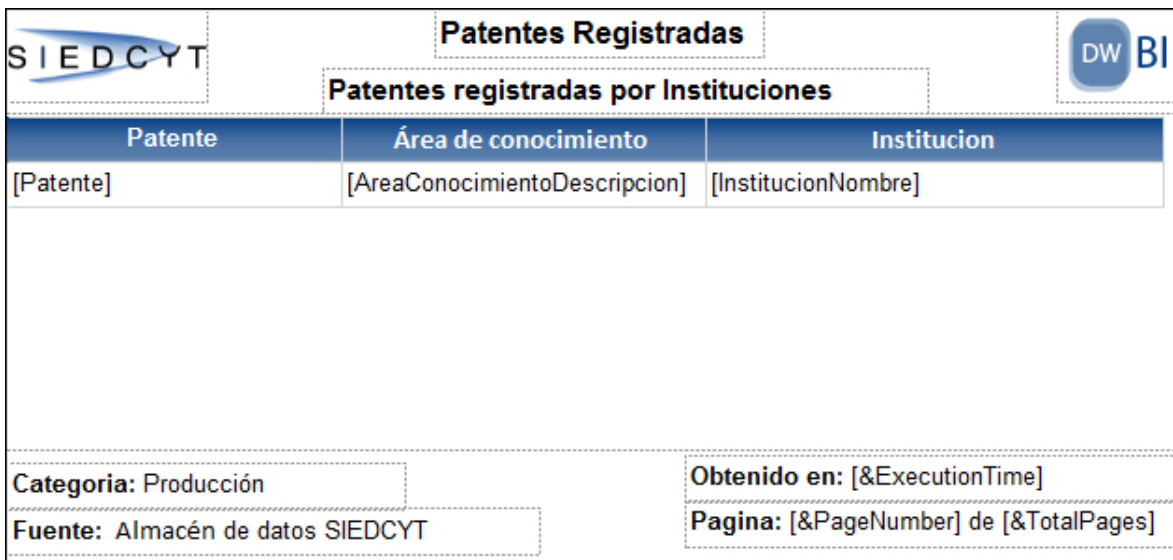 SIEDCYT
Patentes Registradas
DW BI
Patentes registradas por Instituciones
Patente Área de conocimiento Institucion
[Patente] [AreaConocimientoDescripcion] [InstitucionNombre]
Categoria: Producción
Obtenido en: [&ExecutionTime]
Fuente: Almacén de datos SIEDCYT
Pagina: [&PageNumber] de [&TotalPages]